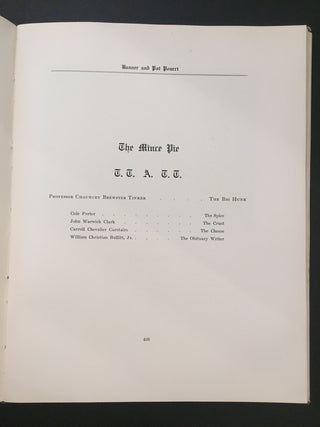 Banner and Pot Pourri
The Mince Pie
T. T. A. T. T.
Professor Chauncey Brewster Tinker . . . . The Big Hunk
Cole Porter . . . . . . . The Spice
John Warwick Clark . . . . . . The Crust
Carroll Chevalier Carstairs . . . . . The Cheese
William Christian Bullitt, Jr. . . . . The Obituary Writer